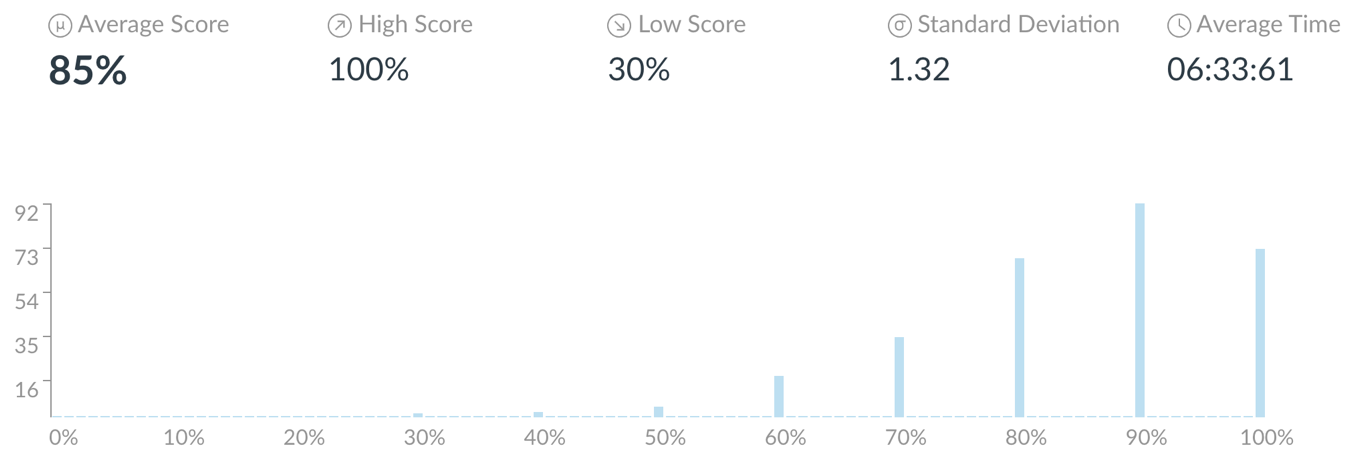 μ Average Score High Score Low Score σ Standard Deviation Average Time
85% 100% 30% 1.32 06:33:61
92
73
54
35
16
0% 10% 20% 30% 40% 50% 60% 70% 80% 90% 100%